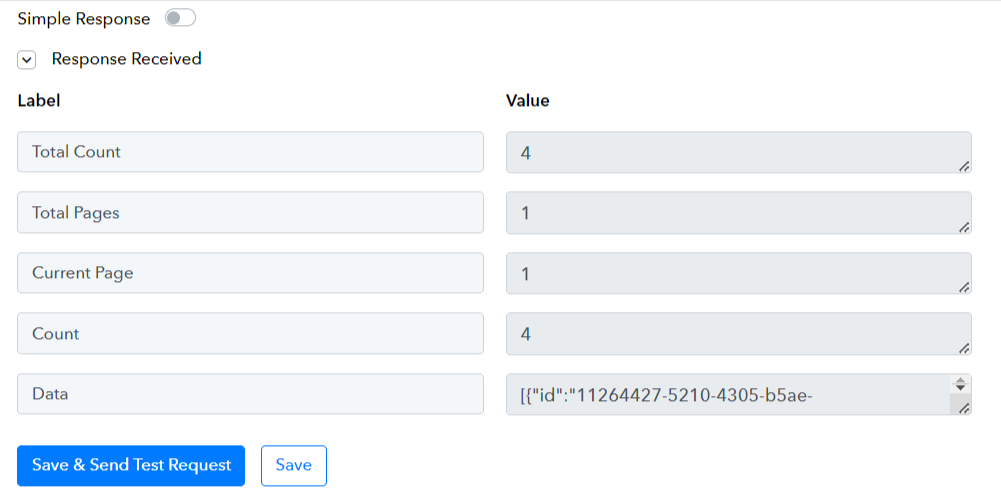 Simple Response
Response Received
Label Value
Total Count 4
Total Pages 1
Current Page 1
Count 4
Data [{"id":"11264427-5210-4305-b5ae-
Save & Send Test Request Save